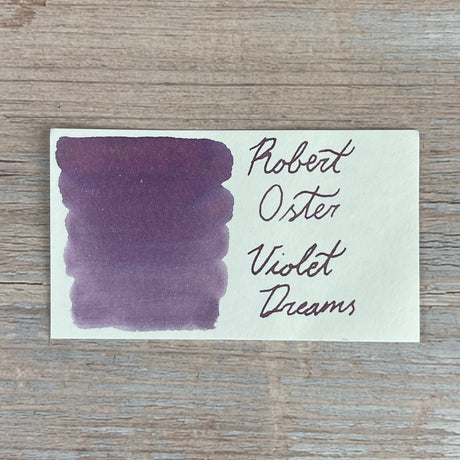 Robert
Oster
Violet
Dreams